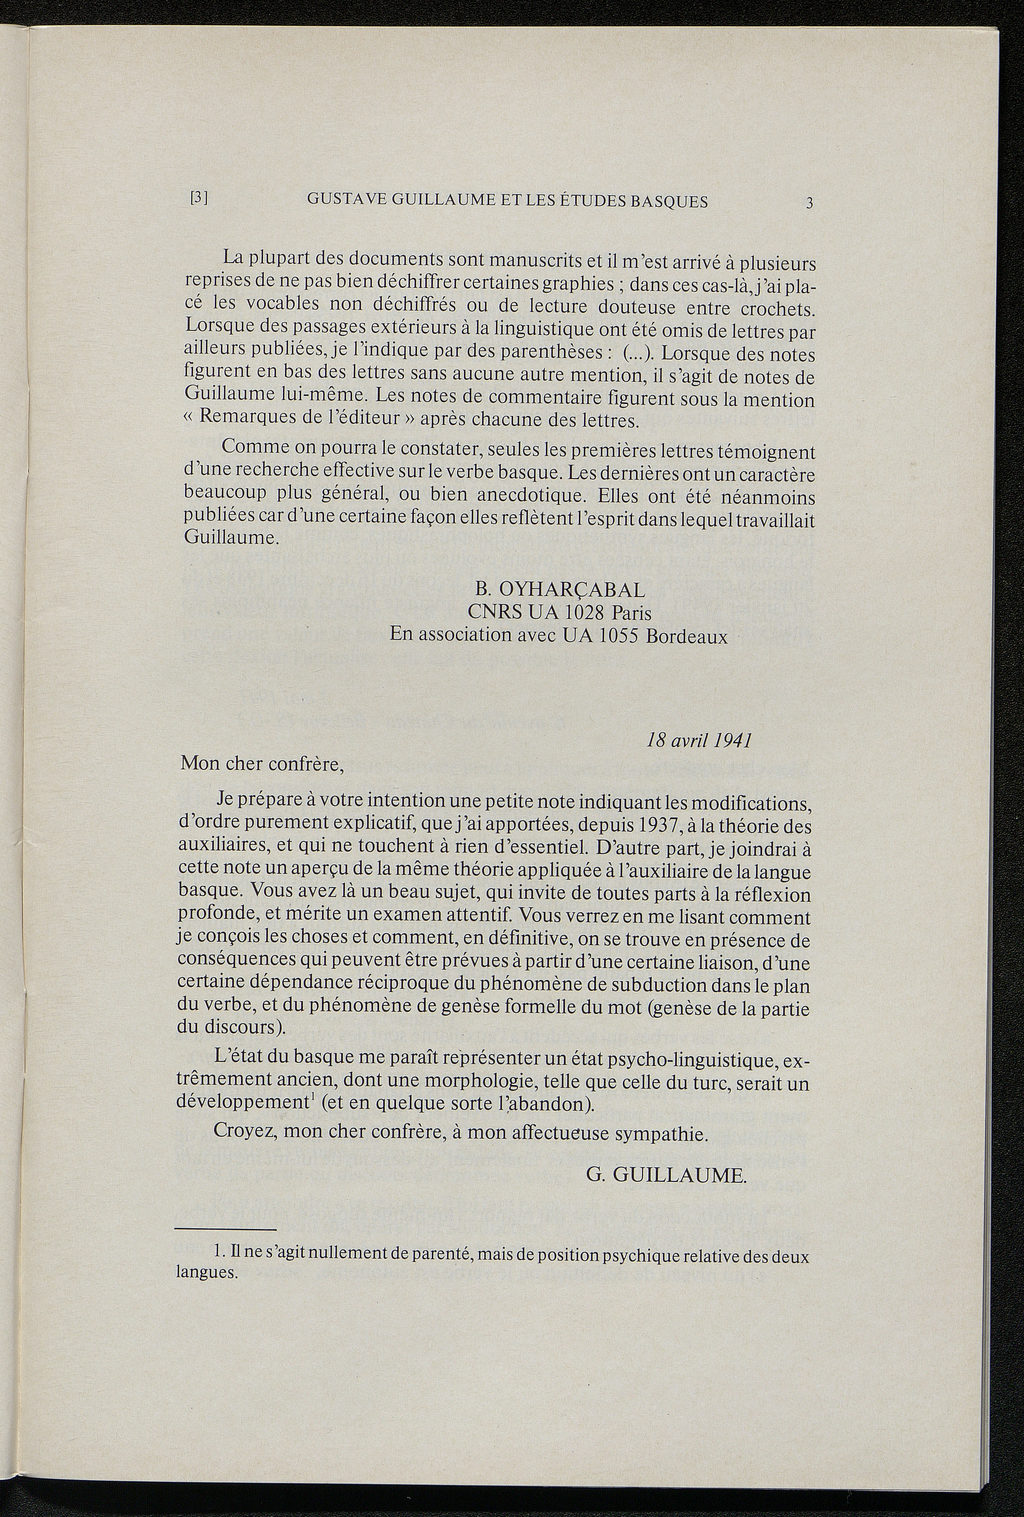 [3] GUSTAVE GUILLAUME ET LES ÉTUDES BASQUES 3
La plupart des documents sont manuscrits et il m'est arrivé à plusieurs
reprises de ne pas bien déchiffrer certaines graphies ; dans ces cas-là, j'ai pla-
cé les vocables non déchiffrés ou de lecture douteuse entre crochets.
Lorsque des passages extérieurs à la linguistique ont été omis de lettres par
ailleurs publiées, je l'indique par des parenthèses : (...). Lorsque des notes
figurent en bas des lettres sans aucune autre mention, il s'agit de notes de
Guillaume lui-même. Les notes de commentaire figurent sous la mention
« Remarques de l'éditeur » après chacune des lettres.
Comme on pourra le constater, seules les premières lettres témoignent
d'une recherche effective sur le verbe basque. Les dernières ont un caractère
beaucoup plus général, ou bien anecdotique. Elles ont été néanmoins
publiées car d'une certaine façon elles reflètent l'esprit dans lequel travaillait
Guillaume.
B. OYHARÇABAL
CNRS UA 1028 Paris
En association avec UA 1055 Bordeaux
18 avril 1941
Mon cher confrère,
Je prépare à votre intention une petite note indiquant les modifications,
d'ordre purement explicatif, que j'ai apportées, depuis 1937, à la théorie des
auxiliaires, et qui ne touchent à rien d'essentiel. D'autre part, je joindrai à
cette note un aperçu de la même théorie appliquée à l'auxiliaire de la langue
basque. Vous avez là un beau sujet, qui invite de toutes parts à la réflexion
profonde, et mérite un examen attentif. Vous verrez en me lisant comment
je conçois les choses et comment, en définitive, on se trouve en présence de
conséquences qui peuvent être prévues à partir d'une certaine liaison, d'une
certaine dépendance réciproque du phénomène de subduction dans le plan
du verbe, et du phénomène de genèse formelle du mot (genèse de la partie
du discours).
L'état du basque me paraît représenter un état psycho-linguistique, ex-
trêmement ancien, dont une morphologie, telle que celle du turc, serait un
développement¹ (et en quelque sorte l'abandon).
Croyez, mon cher confrère, à mon affectueuse sympathie.
G. GUILLAUME.
1. Il ne s'agit nullement de parenté, mais de position psychique relative des deux
langues.